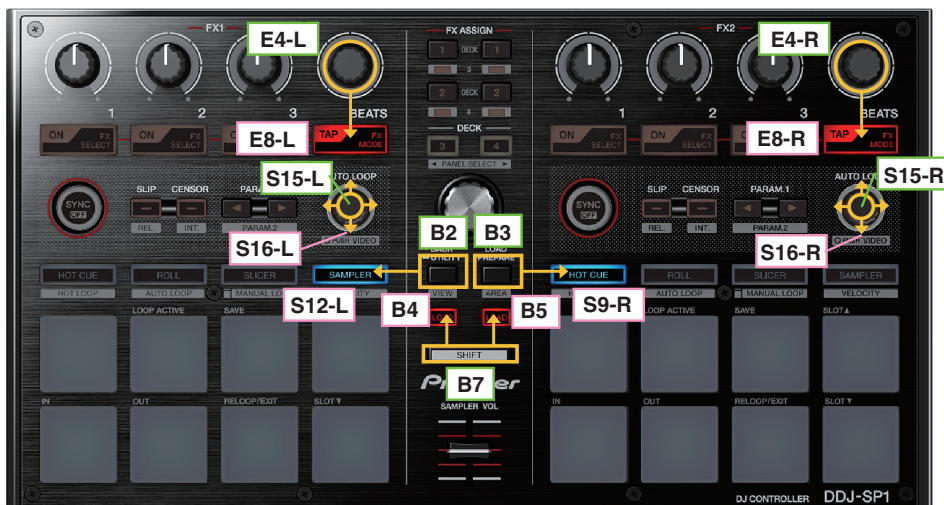 FX1
FX ASSIGN
FX2
E4-L
E4-R
1 DECK 1
3
2 DECK 2
4
1 2 3 BEATS
1 2 3 BEATS
ON FX SELECT
ON FX SELECT
E8-L
TAP FX MODE
DECK
3 4
◄ PANEL SELECT ►
ON FX SELECT
ON FX SELECT
E8-R
TAP FX MODE
S15-L
AUTO LOOP
AUTO LOOP
S15-R
SYNC OFF
SLIP CENSOR
REL. INT.
PARAM.2
PUSH VIDEO
S16-L
B2
B3
SYNC OFF
SLIP CENSOR PARAM.1
REL. INT. PARAM.2
PUSH VIDEO
S16-R
UTILITY
LOAD PREPARE
HOT CUE ROLL SLICER SAMPLER
HOT LOOP AUTO LOOP MANUAL LOOP
VIEW
AREA
HOT CUE ROLL SLICER SAMPLER
AUTO LOOP MANUAL LOOP VELOCITY
S12-L
B4
B5
S9-R
LOOP ACTIVE SAVE
LOOP ACTIVE SAVE SLOT▲
SHIFT
B7
SAMPLER VOL
IN OUT RELOOP/EXIT SLOT▼
IN OUT RELOOP/EXIT SLOT▼
DJ CONTROLLER DDJ-SP1